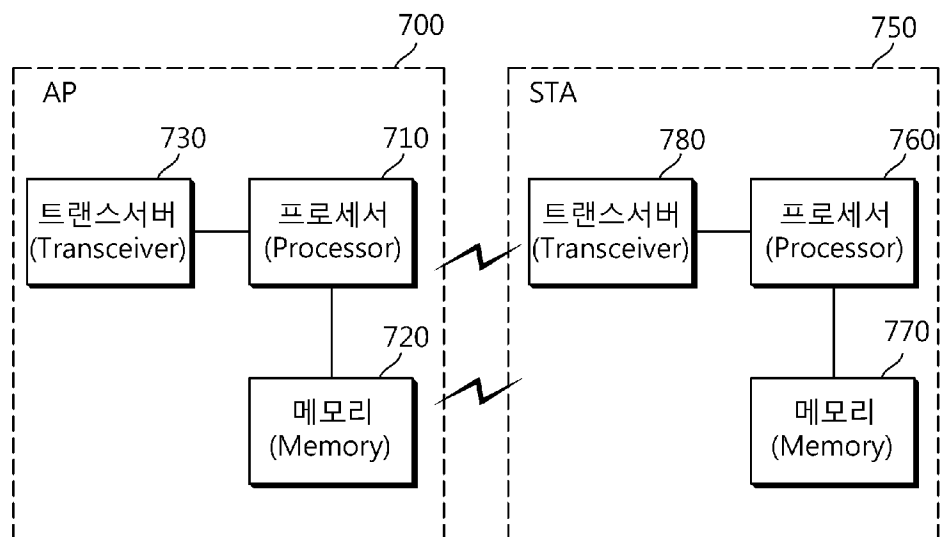 700
750
AP
STA
730
710
780
760
트랜스서버
(Transceiver)
프로세서
(Processor)
트랜스서버
(Transceiver)
프로세서
(Processor)
720
770
메모리
(Memory)
메모리
(Memory)